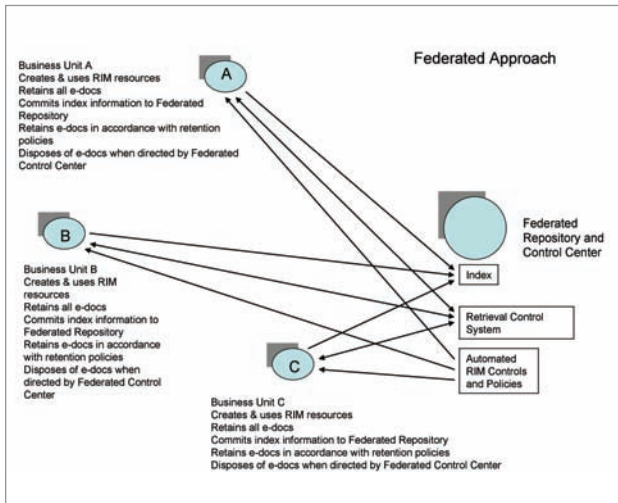 Federated Approach
Business Unit A
Creates & uses RIM resources
Retains all e-docs
Commits index information to Federated
Repository
Retains e-docs in accordance with retention
policies
Disposes of e-docs when directed by Federated
Control Center
A
Federated
Repository and
Control Center
B
Index
Business Unit B
Creates & uses RIM
resources
Retains all e-docs
Commits index information to
Federated Repository
Retains e-docs in accordance
with retention policies
Disposes of e-docs when
directed by Federated Control
Center
Retrieval Control
System
Automated
RIM Controls
and Policies
C
Business Unit C
Creates & uses RIM resources
Retains all e-docs
Commits index information to Federated Repository
Retains e-docs in accordance with retention policies
Disposes of e-docs when directed by Federated Control Center